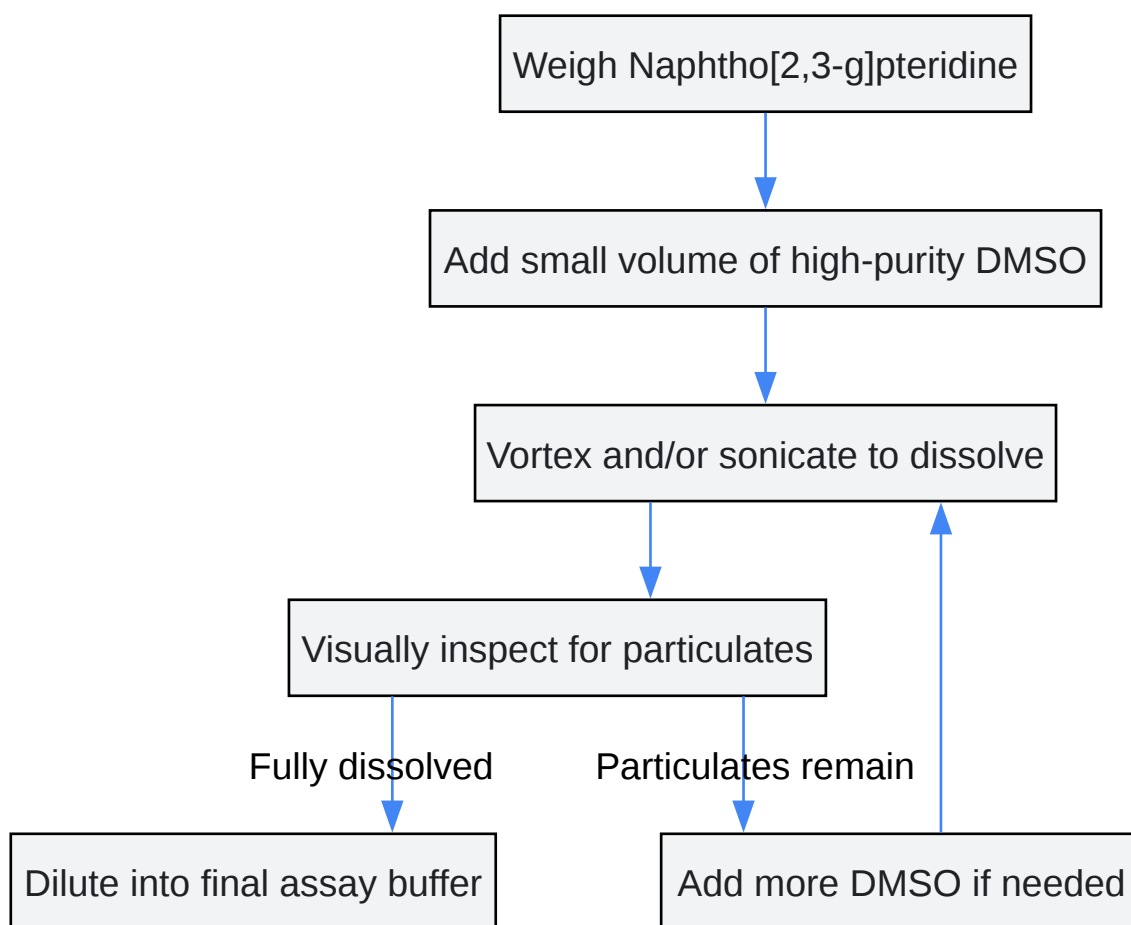 Weigh Naphtho[2,3-g]pteridine
Add small volume of high-purity DMSO
Vortex and/or sonicate to dissolve
Visually inspect for particulates
Fully dissolved
Particulates remain
Dilute into final assay buffer
Add more DMSO if needed